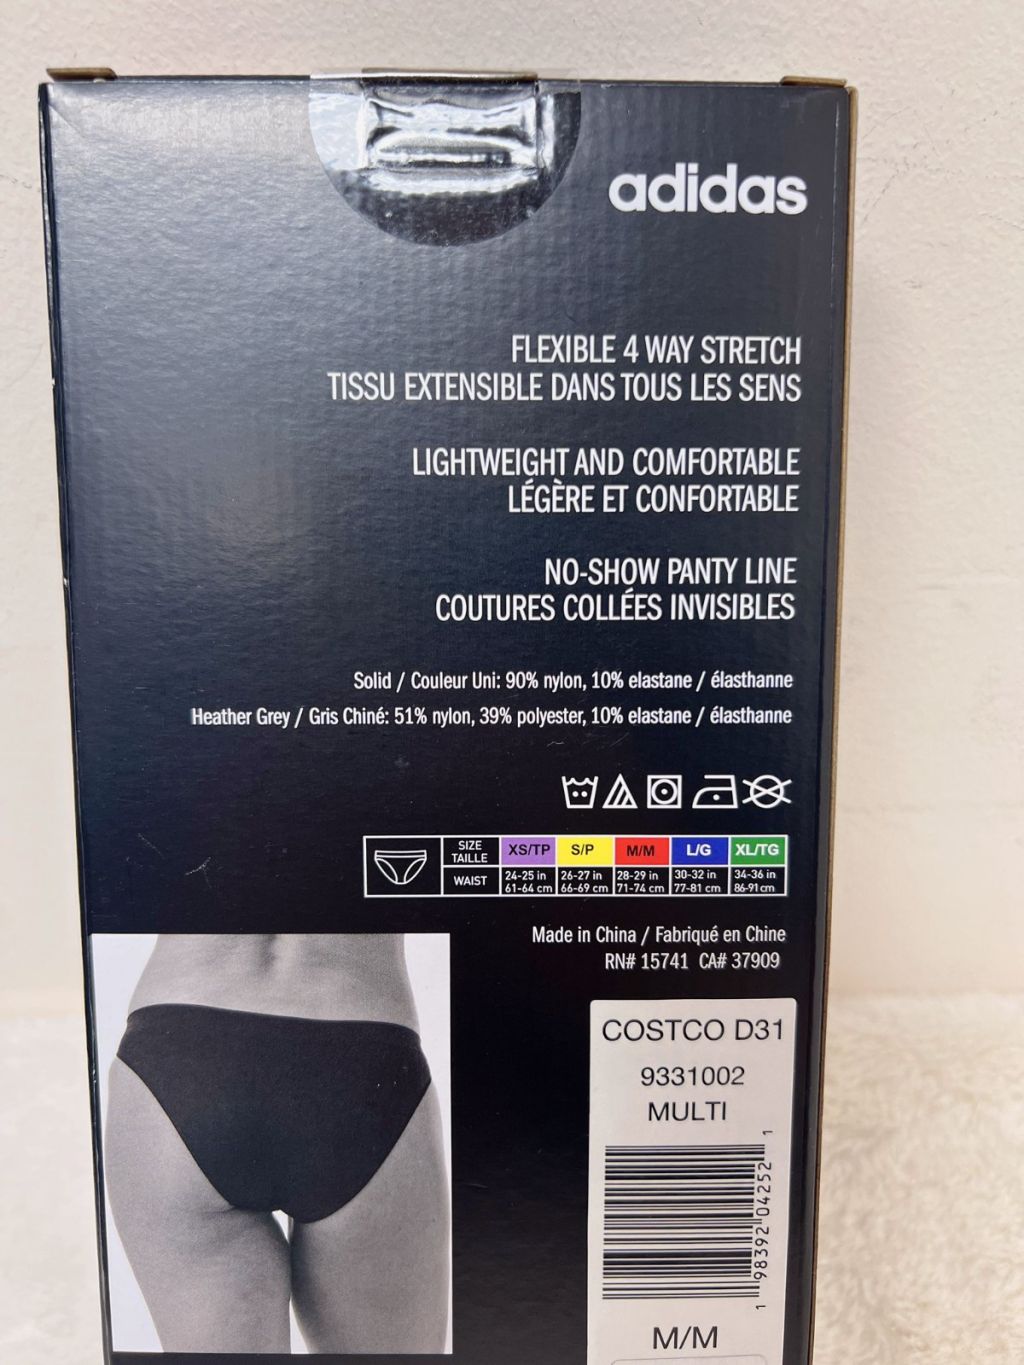 adidas
FLEXIBLE 4 WAY STRETCH
TISSU EXTENSIBLE DANS TOUS LES SENS
LIGHTWEIGHT AND COMFORTABLE
LÉGÈRE ET CONFORTABLE
NO-SHOW PANTY LINE
COUTURES COLLÉES INVISIBLES
Solid / Couleur Uni: 90% nylon, 10% elastane / élasthanne
Heather Grey / Gris Chiné: 51% nylon, 39% polyester, 10% elastane / élasthanne
SIZE TAILLE XS/TP S/P M/M L/G XL/TG
WAIST 24-25 in 26-27 in 28-29 in 30-32 in 34-36 in
61-64 cm 66-69 cm 71-74 cm 77-81 cm 86-91 cm
Made in China / Fabriqué en Chine
RN# 15741 CA# 37909
COSTCO D31
9331002
MULTI
1 98392 04252 1
M/M